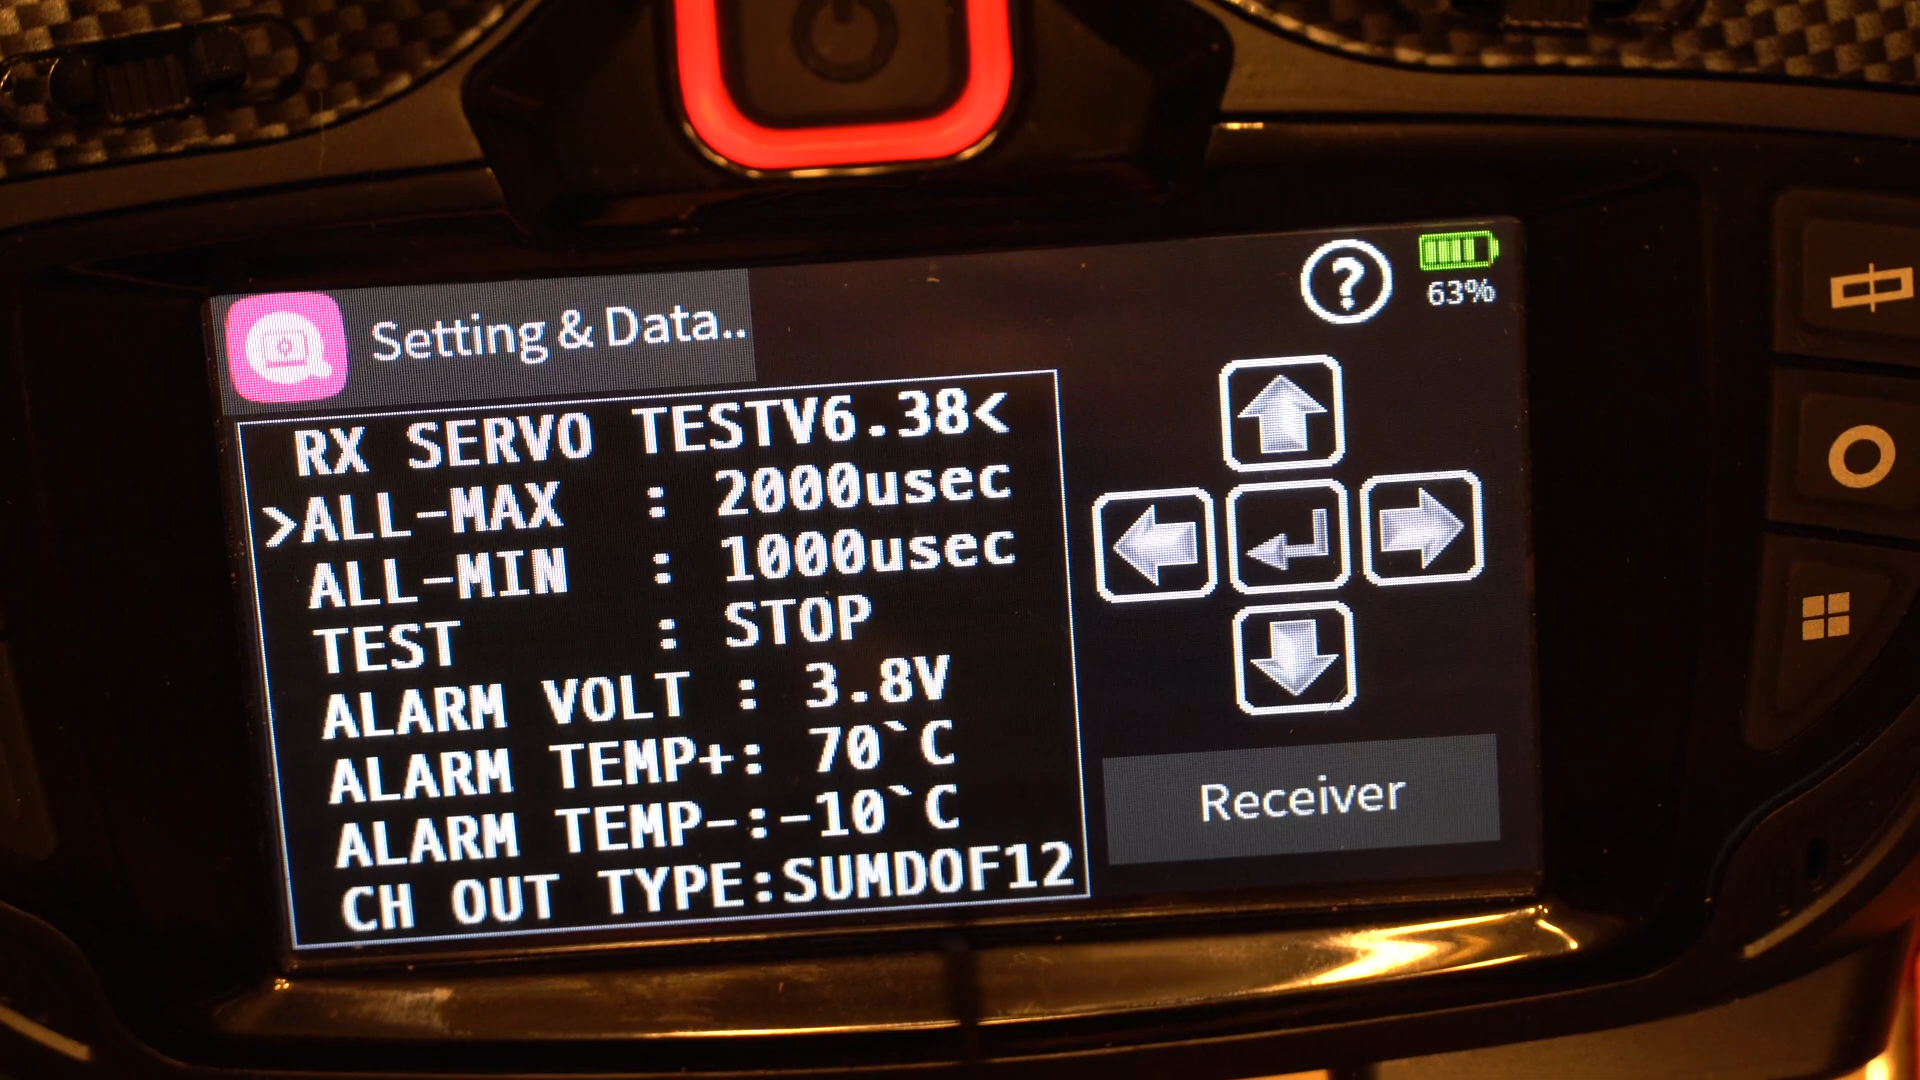 Setting & Data..
?
63%
RX SERVO TESTV6.38<
>ALL-MAX : 2000usec
ALL-MIN : 1000usec
TEST : STOP
ALARM VOLT : 3.8V
ALARM TEMP+: 70`C
ALARM TEMP-:-10`C
CH OUT TYPE:SUMDOF12
Receiver